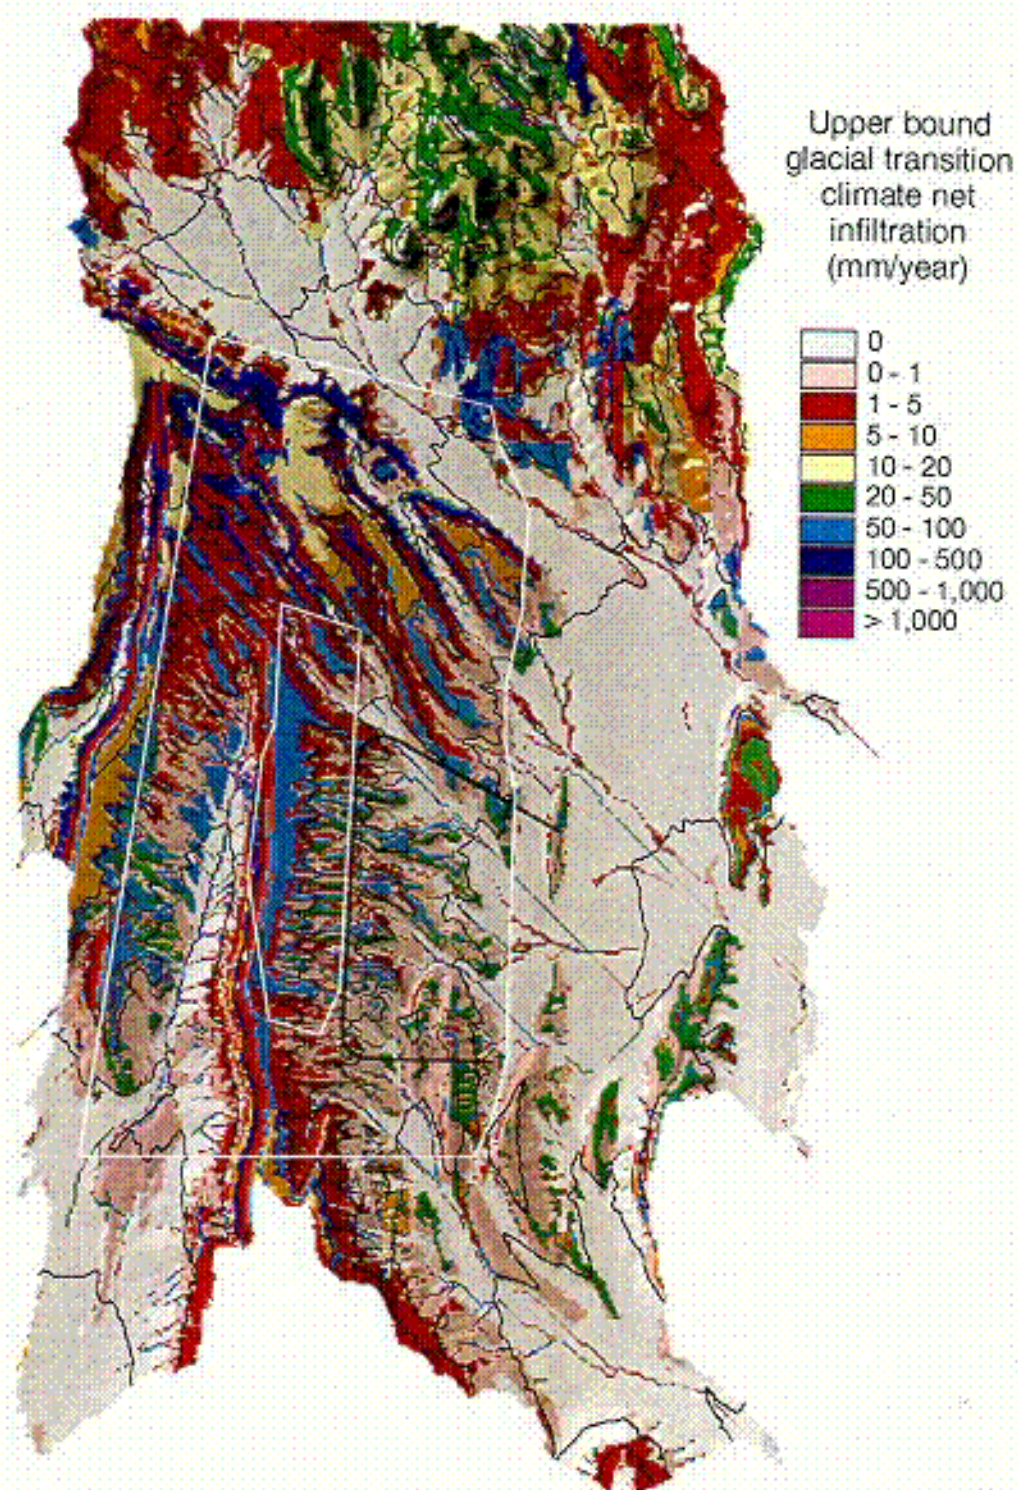 Upper bound
glacial transition
climate net
infiltration
(mm/year)
0
0 - 1
1 - 5
5 - 10
10 - 20
20 - 50
50 - 100
100 - 500
500 - 1,000
> 1,000